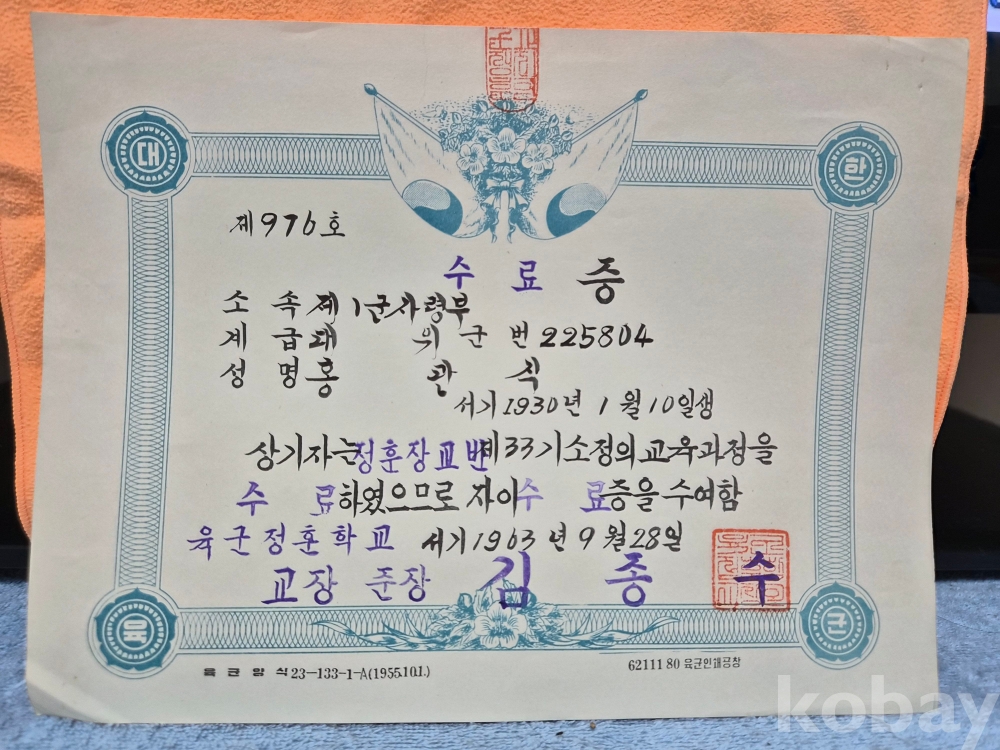 대 한
제976호
수 료 증
소 속 제1군사령부
계 급 대 위 군 번 225804
성 명 홍 관 식
서기 1930년 1월 10일생
상기자는 정훈장교반 제33기 소정의 교육과정을
수 료 하였으므로 자이 수 료 증을 수여함
육군정훈학교 서기 1963년 9월 28일
교장 준장 김 종 수
육 군
육 군 양 식 23-133-1-A(1955.10.1.)
62111 80 육군인쇄공창
kobay